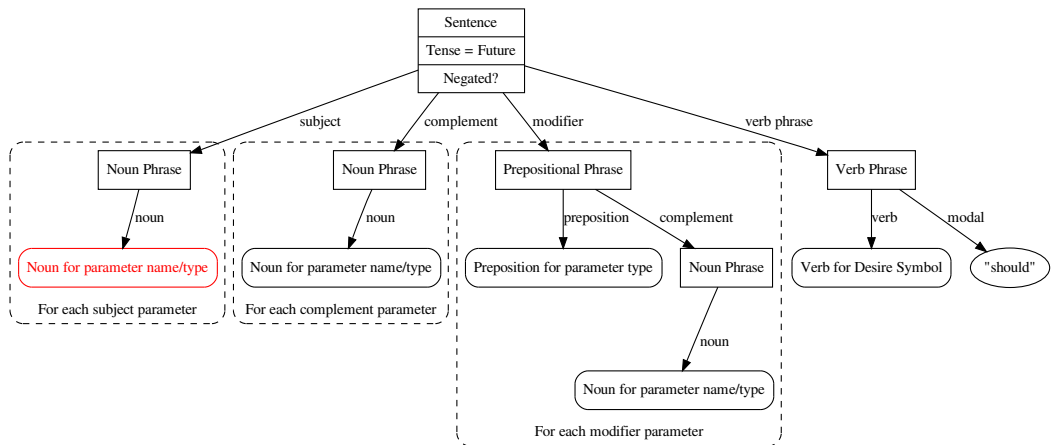 Sentence
Tense = Future
Negated?
subject
complement
modifier
verb phrase
Noun Phrase
Noun Phrase
Prepositional Phrase
Verb Phrase
noun
noun
preposition
complement
verb
modal
Noun for parameter name/type
Noun for parameter name/type
Preposition for parameter type
Noun Phrase
Verb for Desire Symbol
"should"
For each subject parameter
For each complement parameter
noun
Noun for parameter name/type
For each modifier parameter